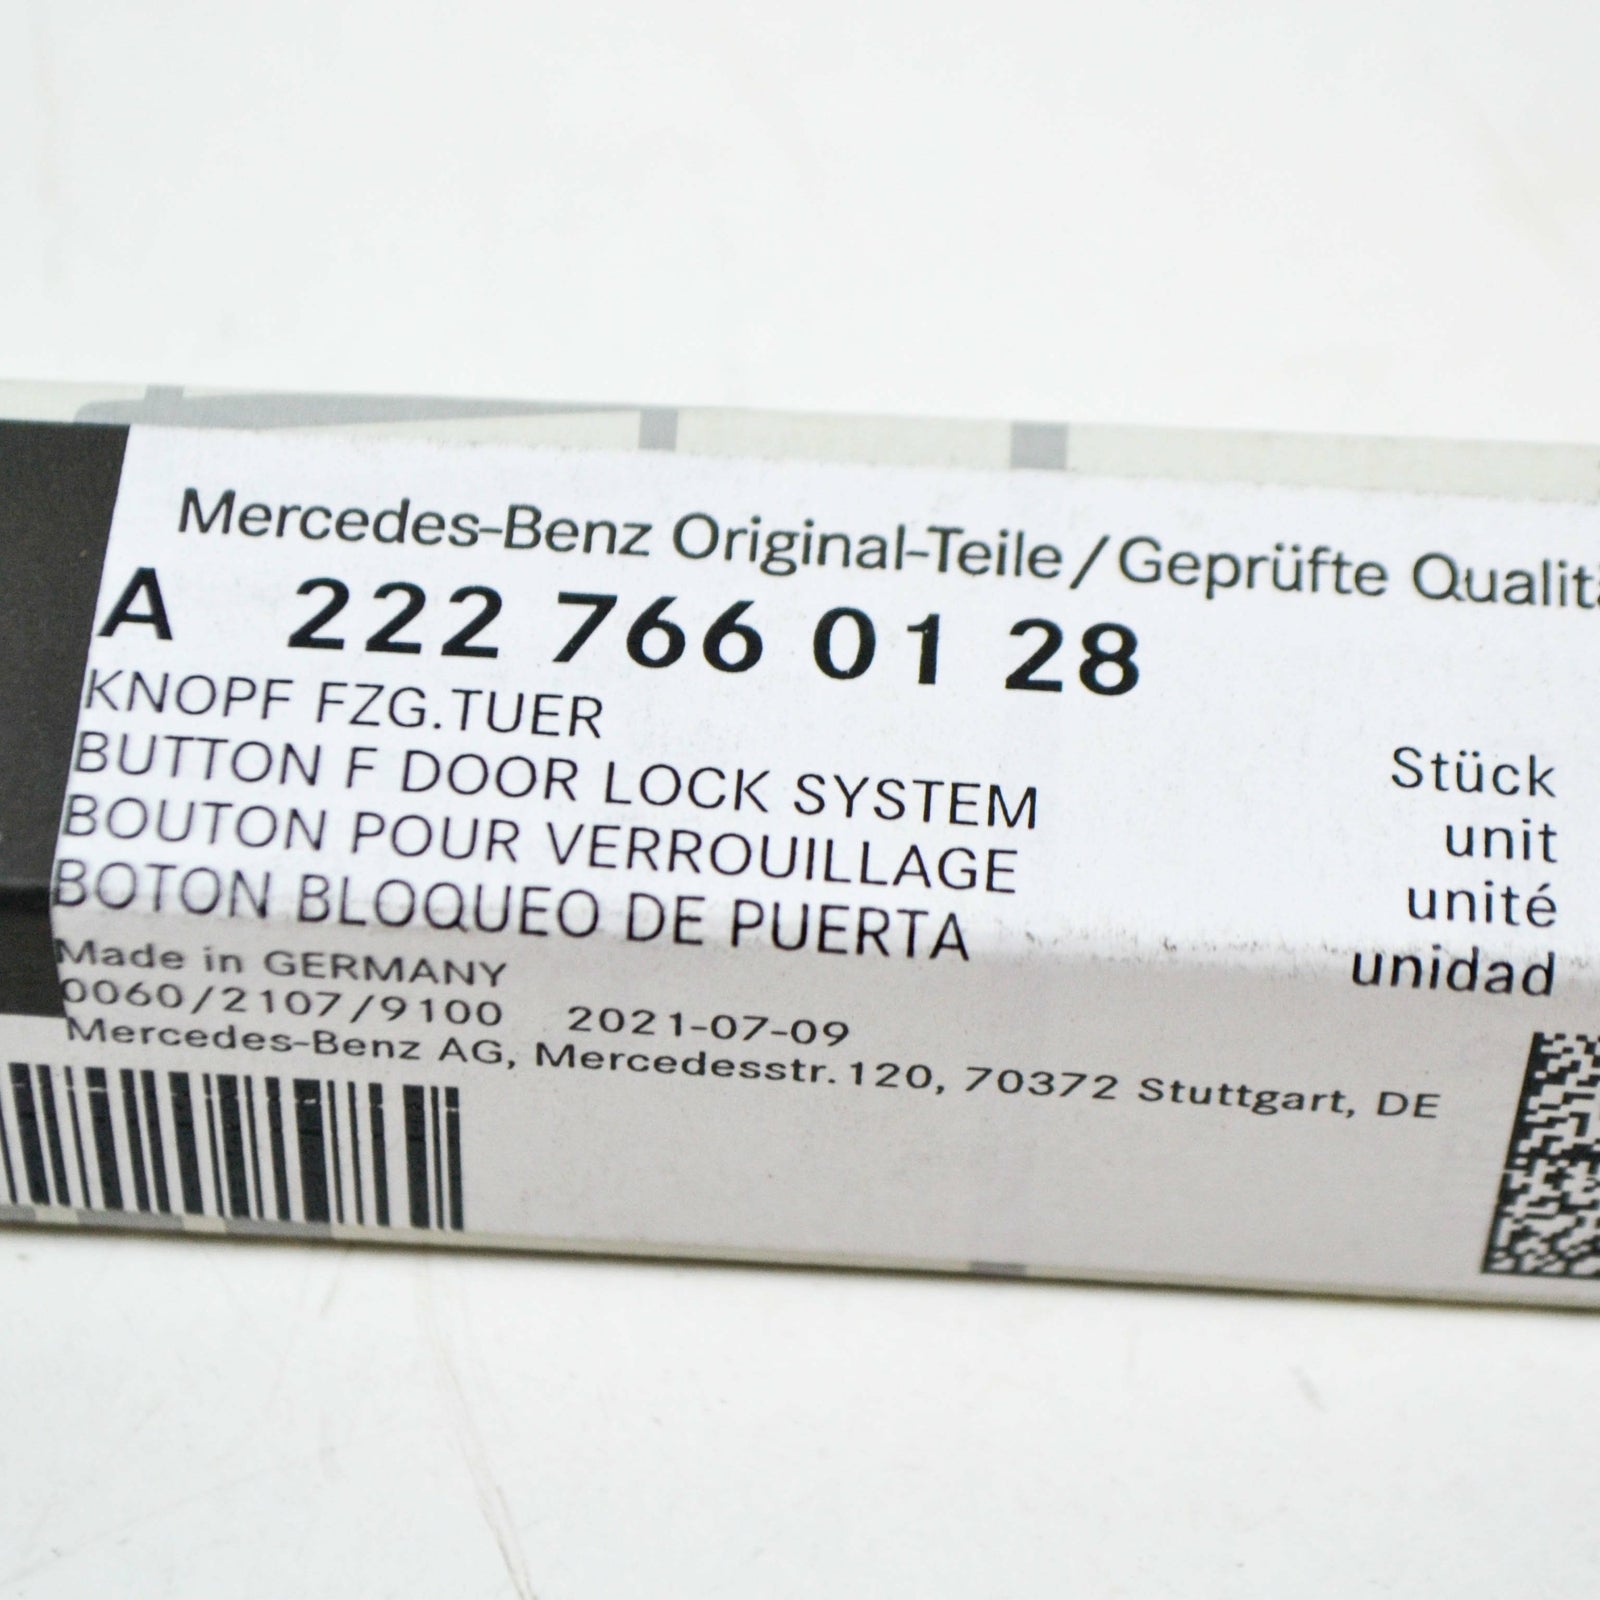 Mercedes-Benz Original-Teile/Geprüfte
A 222 766 01 28
KNOPF FZG.TUER
BUTTON F DOOR LOCK SYSTEM
BOUTON POUR VERROUILLAGE
BOTON BLOQUEO DE PUERTA
Stück
unit
unité
unidad
Made in GERMANY
0060/2107/9100 2021-07-09
Mercedes-Benz AG, Mercedesstr. 120, 70372 Stuttgart, DE